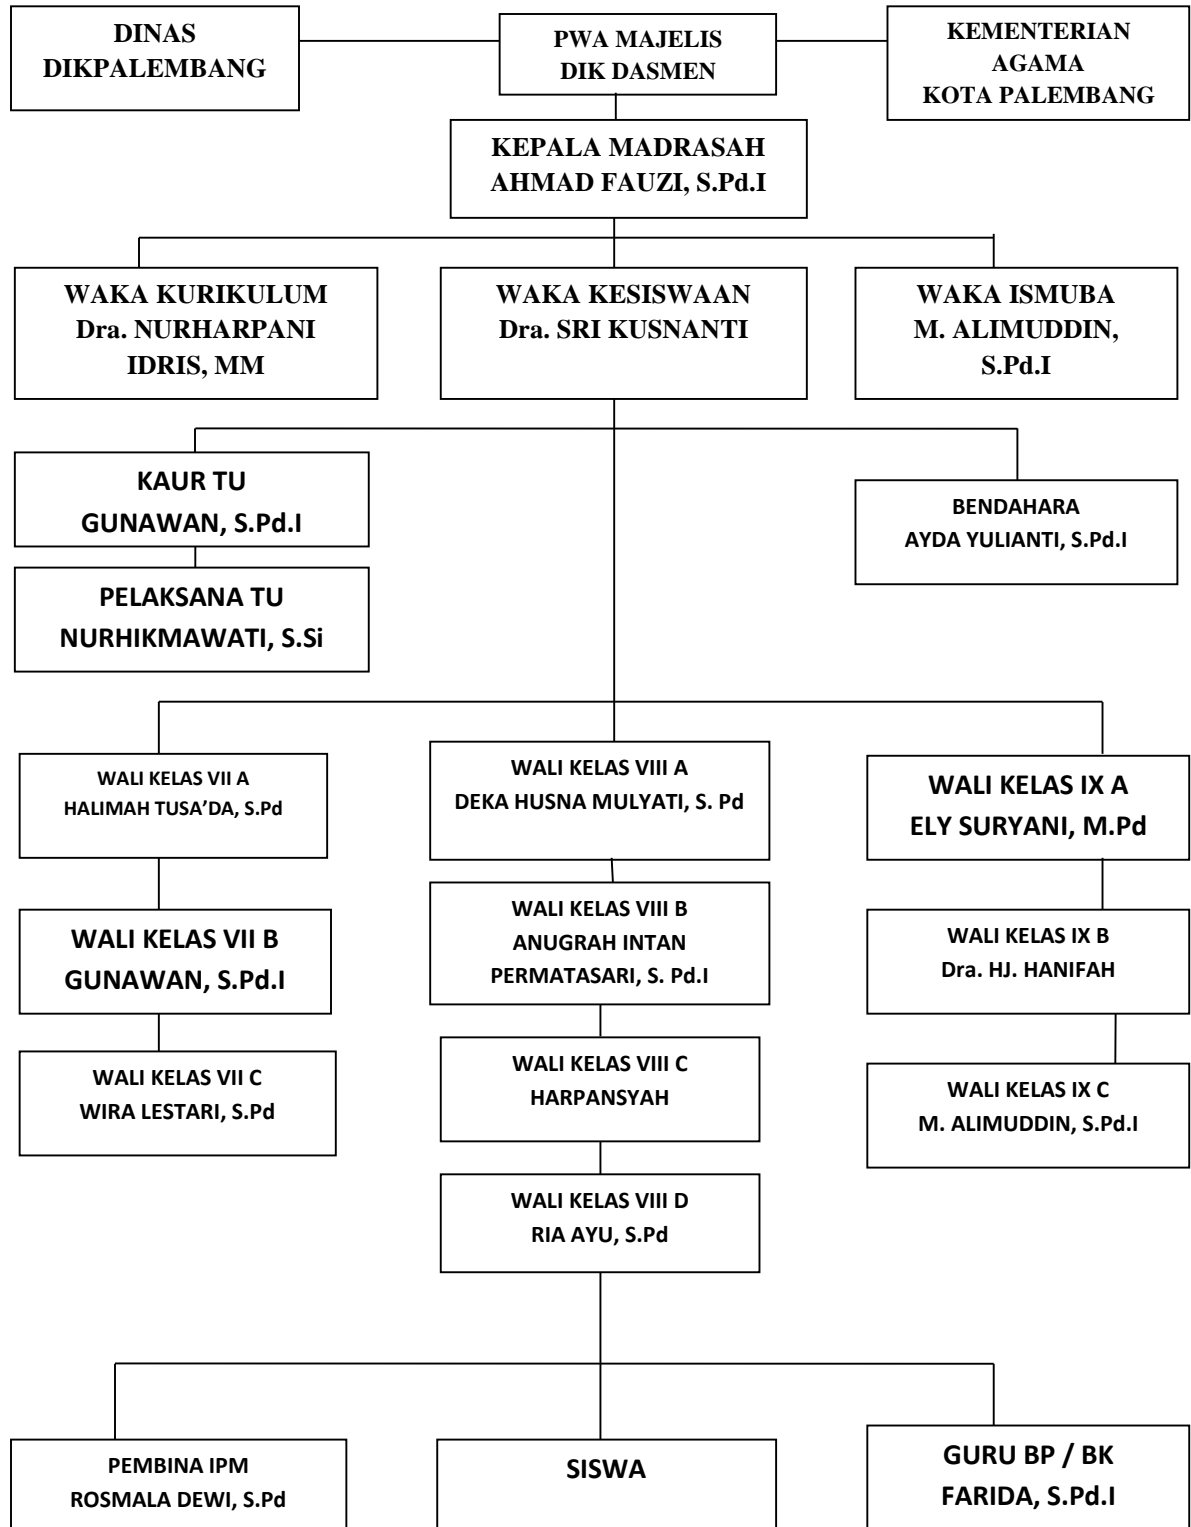 DINAS
DIKPALEMBANG
PWA MAJELIS
DIK DASMEN
KEMENTERIAN
AGAMA
KOTA PALEMBANG
KEPALA MADRASAH
AHMAD FAUZI, S.Pd.I
WAKA KURIKULUM
Dra. NURHARPANI
IDRIS, MM
WAKA KESISWAAN
Dra. SRI KUSNANTI
WAKA ISMUBA
M. ALIMUDDIN,
S.Pd.I
KAUR TU
GUNAWAN, S.Pd.I
BENDAHARA
AYDA YULIANTI, S.Pd.I
PELAKSANA TU
NURHIKMAWATI, S.Si
WALI KELAS VII A
HALIMAH TUSA’DA, S.Pd
WALI KELAS VIII A
DEKA HUSNA MULYATI, S. Pd
WALI KELAS IX A
ELY SURYANI, M.Pd
WALI KELAS VII B
GUNAWAN, S.Pd.I
WALI KELAS VIII B
ANUGRAH INTAN
PERMATASARI, S. Pd.I
WALI KELAS IX B
Dra. HJ. HANIFAH
WALI KELAS VII C
WIRA LESTARI, S.Pd
WALI KELAS VIII C
HARPANSYAH
WALI KELAS IX C
M. ALIMUDDIN, S.Pd.I
WALI KELAS VIII D
RIA AYU, S.Pd
PEMBINA IPM
ROSMALA DEWI, S.Pd
SISWA
GURU BP / BK
FARIDA, S.Pd.I